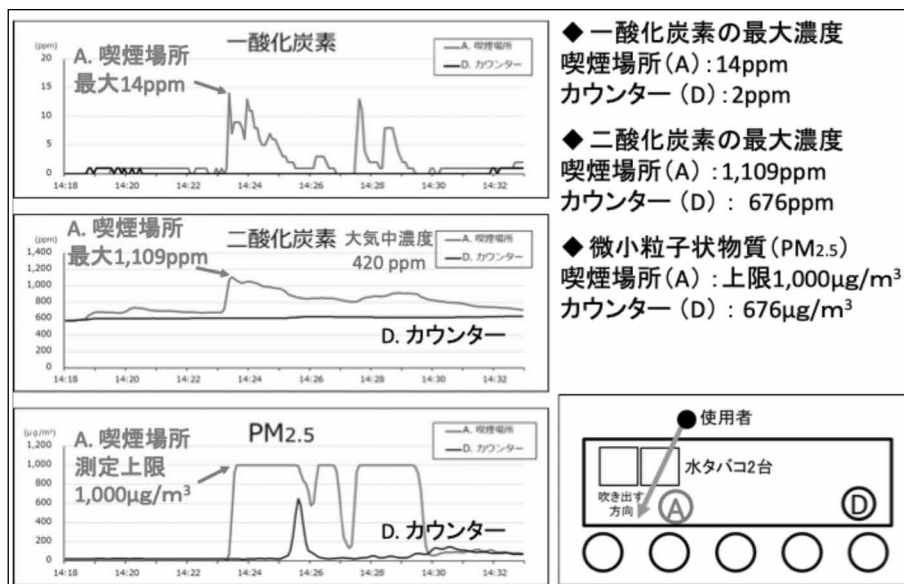 一酸化炭素
(ppm)
A. 喫煙場所
最大14ppm
A. 喫煙場所
D. カウンター
20
15
10
5
0
14:18 14:20 14:22 14:24 14:26 14:28 14:30 14:32
二酸化炭素
(ppm)
A. 喫煙場所
最大1,109ppm
大気中濃度
420 ppm
A. 喫煙場所
D. カウンター
1,400
1,200
1,000
800
600
400
200
0
D. カウンター
14:18 14:20 14:22 14:24 14:26 14:28 14:30 14:32
PM2.5
(μg/m³)
A. 喫煙場所
測定上限
1,000μg/m³
A. 喫煙場所
D. カウンター
1,200
1,000
800
600
400
200
0
D. カウンター
14:18 14:20 14:22 14:24 14:26 14:28 14:30 14:32
◆ 一酸化炭素の最大濃度
喫煙場所(A):14ppm
カウンター (D):2ppm
◆ 二酸化炭素の最大濃度
喫煙場所(A):1,109ppm
カウンター (D): 676ppm
◆ 微小粒子状物質(PM2.5)
喫煙場所(A):上限1,000μg/m³
カウンター (D): 676μg/m³
使用者
水タバコ2台
吹き出す
方向
A
D